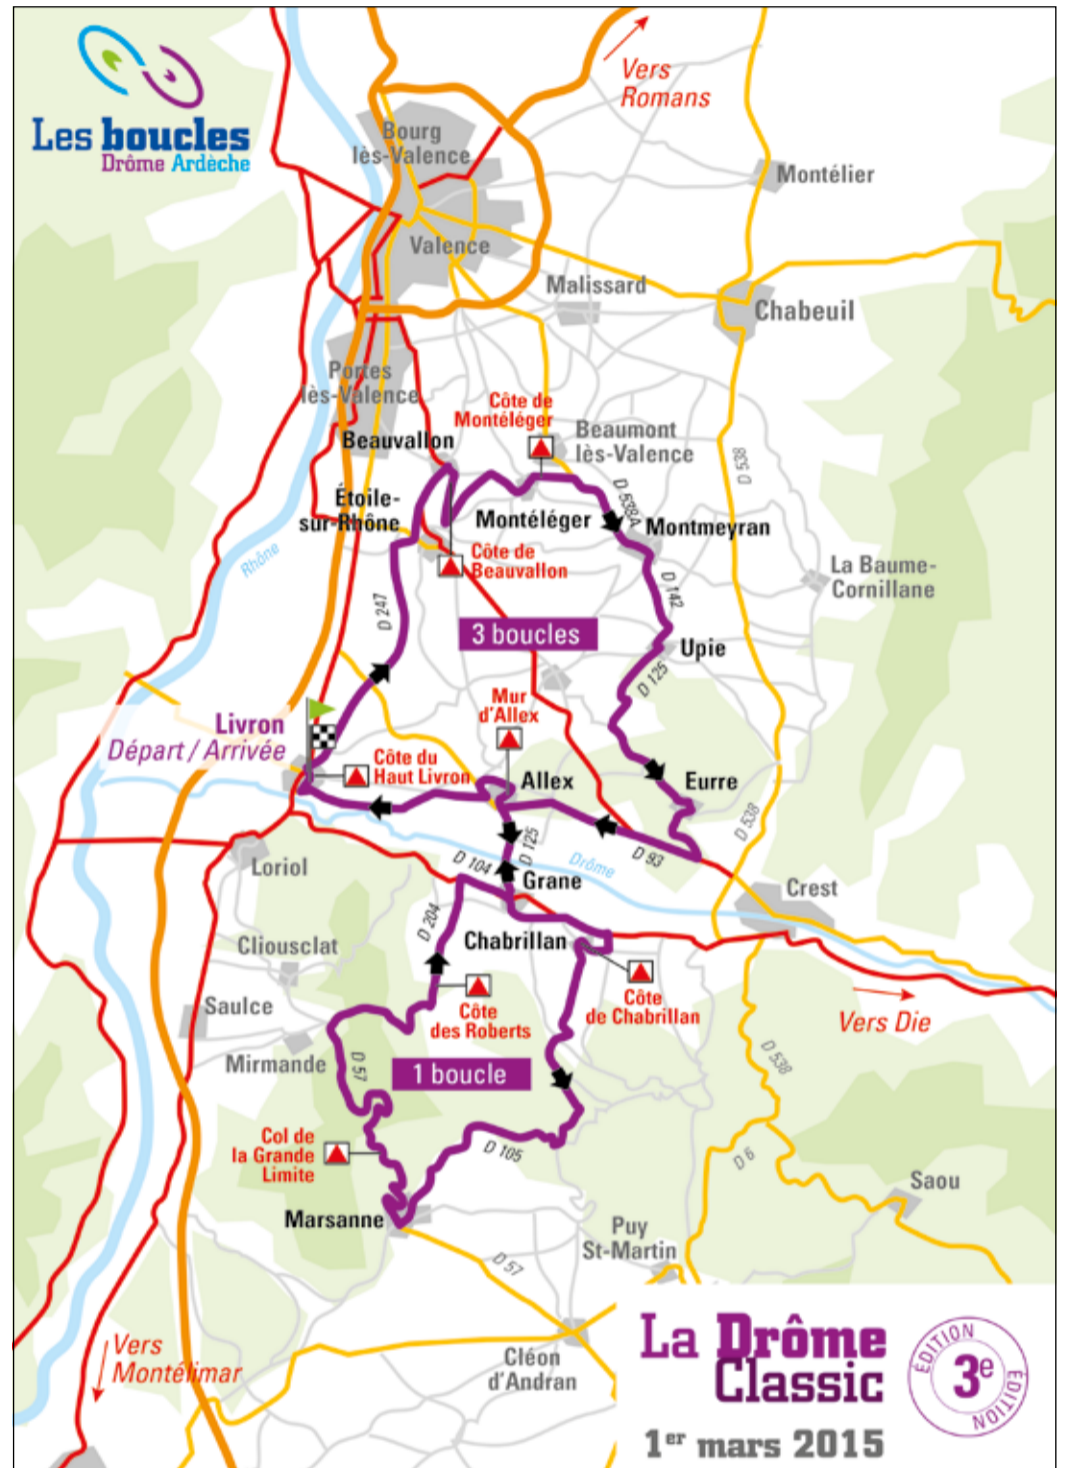 Les boucles
Drôme Ardèche
Vers
Romans
Bourg
lès-Valence
Montélier
Valence
Malissard
Chabeuil
Portes
lès-Valence
Côte de
Montéléger
Beauvallon
Beaumont
lès-Valence
D 538
Étoile-
sur-Rhône
D 538A
Montéléger
Montmeyran
Rhône
Côte de
Beauvallon
La Baume-
Cornillane
D 247
D 142
3 boucles
Upie
D 125
Mur
d'Allex
Livron
Départ / Arrivée
Côte du
Haut Livron
Allex
Eurre
D 538
D 125
D 93
Drôme
Loriol
D 104
Grane
Crest
D 204
Chabrillan
Cliousclat
Saulce
Côte
des Roberts
Côte
de Chabrillan
Vers Die
Mirmande
D 57
1 boucle
D 538
Col de
la Grande
Limite
D 105
D 6
Saou
Marsanne
Puy
St-Martin
D 57
Vers
Montélimar
Cléon
d'Andran
La Drôme
Classic
1er mars 2015
ÉDITION
3e
ÉDITION